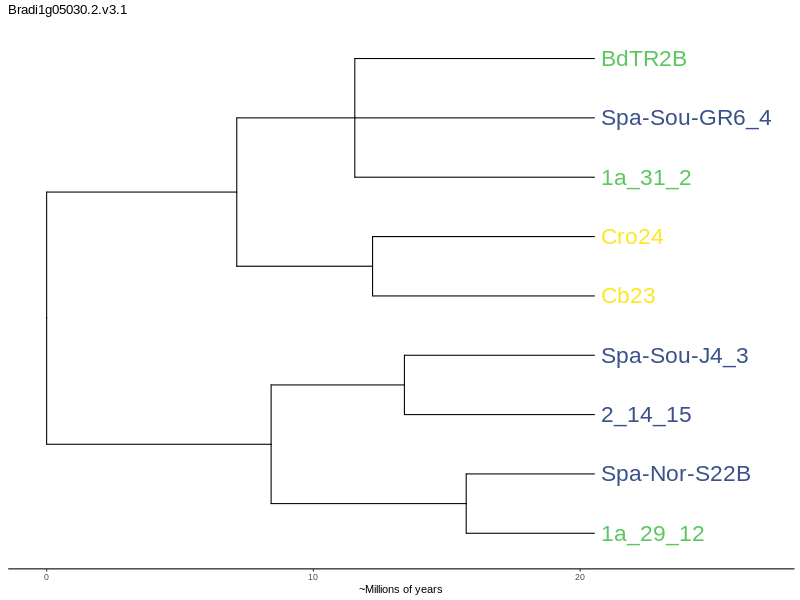 Bradi1g05030.2.v3.1
BdTR2B
Spa-Sou-GR6_4
1a_31_2
Cro24
Cb23
Spa-Sou-J4_3
2_14_15
Spa-Nor-S22B
1a_29_12
0 10 20
~Millions of years